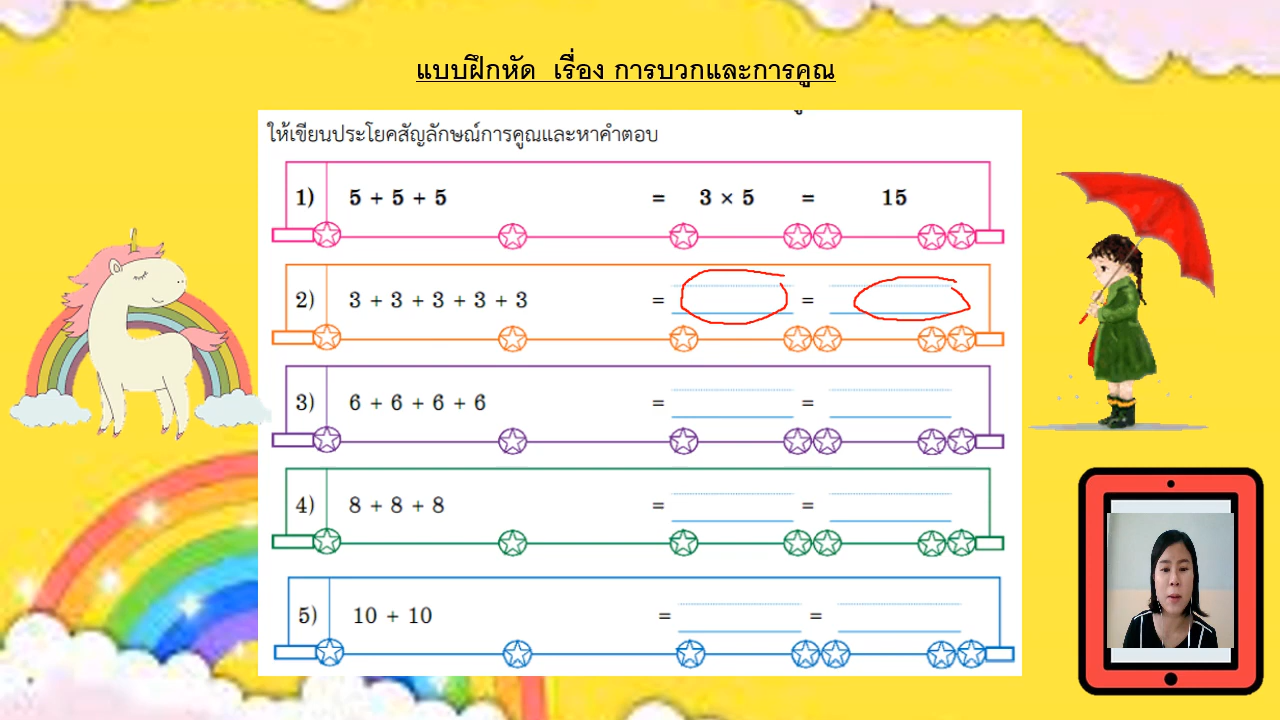 แบบฝึกหัด เรื่อง การบวกและการคูณ
ให้เขียนประโยคสัญลักษณ์การคูณและหาคำตอบ
1) 5 + 5 + 5 = 3 × 5 = 15
2) 3 + 3 + 3 + 3 + 3 = =
3) 6 + 6 + 6 + 6 = =
4) 8 + 8 + 8 = =
5) 10 + 10 = =